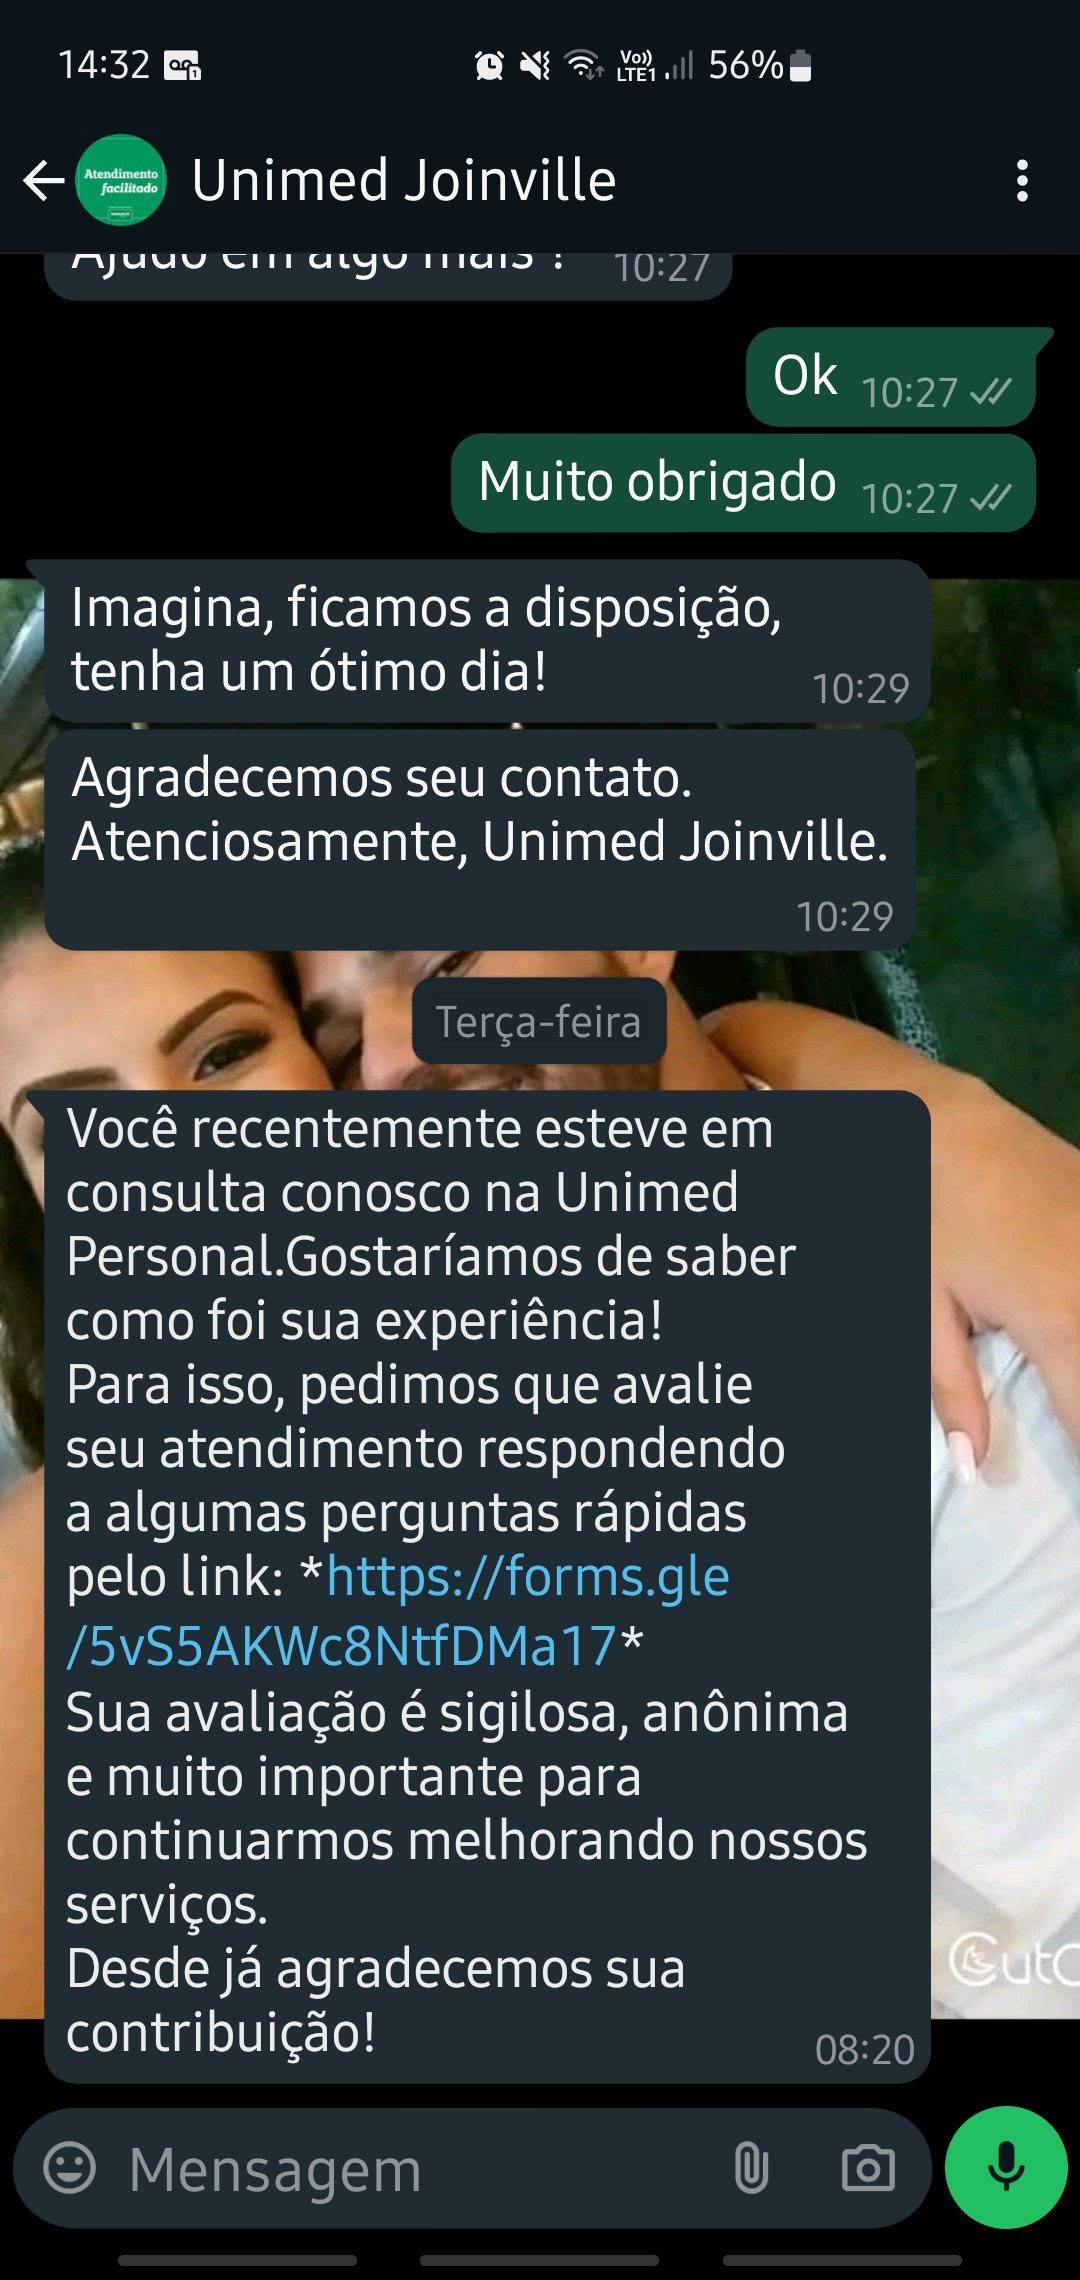 14:32
Vo))
LTE1
56%
Atendimento
facilitado
Unimed Joinville
Ajudo em algo mais ? 10:27
Ok 10:27
Muito obrigado 10:27
Imagina, ficamos a disposição,
tenha um ótimo dia! 10:29
Agradecemos seu contato.
Atenciosamente, Unimed Joinville.
10:29
Terça-feira
Você recentemente esteve em
consulta conosco na Unimed
Personal.Gostaríamos de saber
como foi sua experiência!
Para isso, pedimos que avalie
seu atendimento respondendo
a algumas perguntas rápidas
pelo link: *https://forms.gle
/5vS5AKWc8NtfDMa17*
Sua avaliação é sigilosa, anônima
e muito importante para
continuarmos melhorando nossos
serviços.
Desde já agradecemos sua
contribuição! 08:20
Mensagem